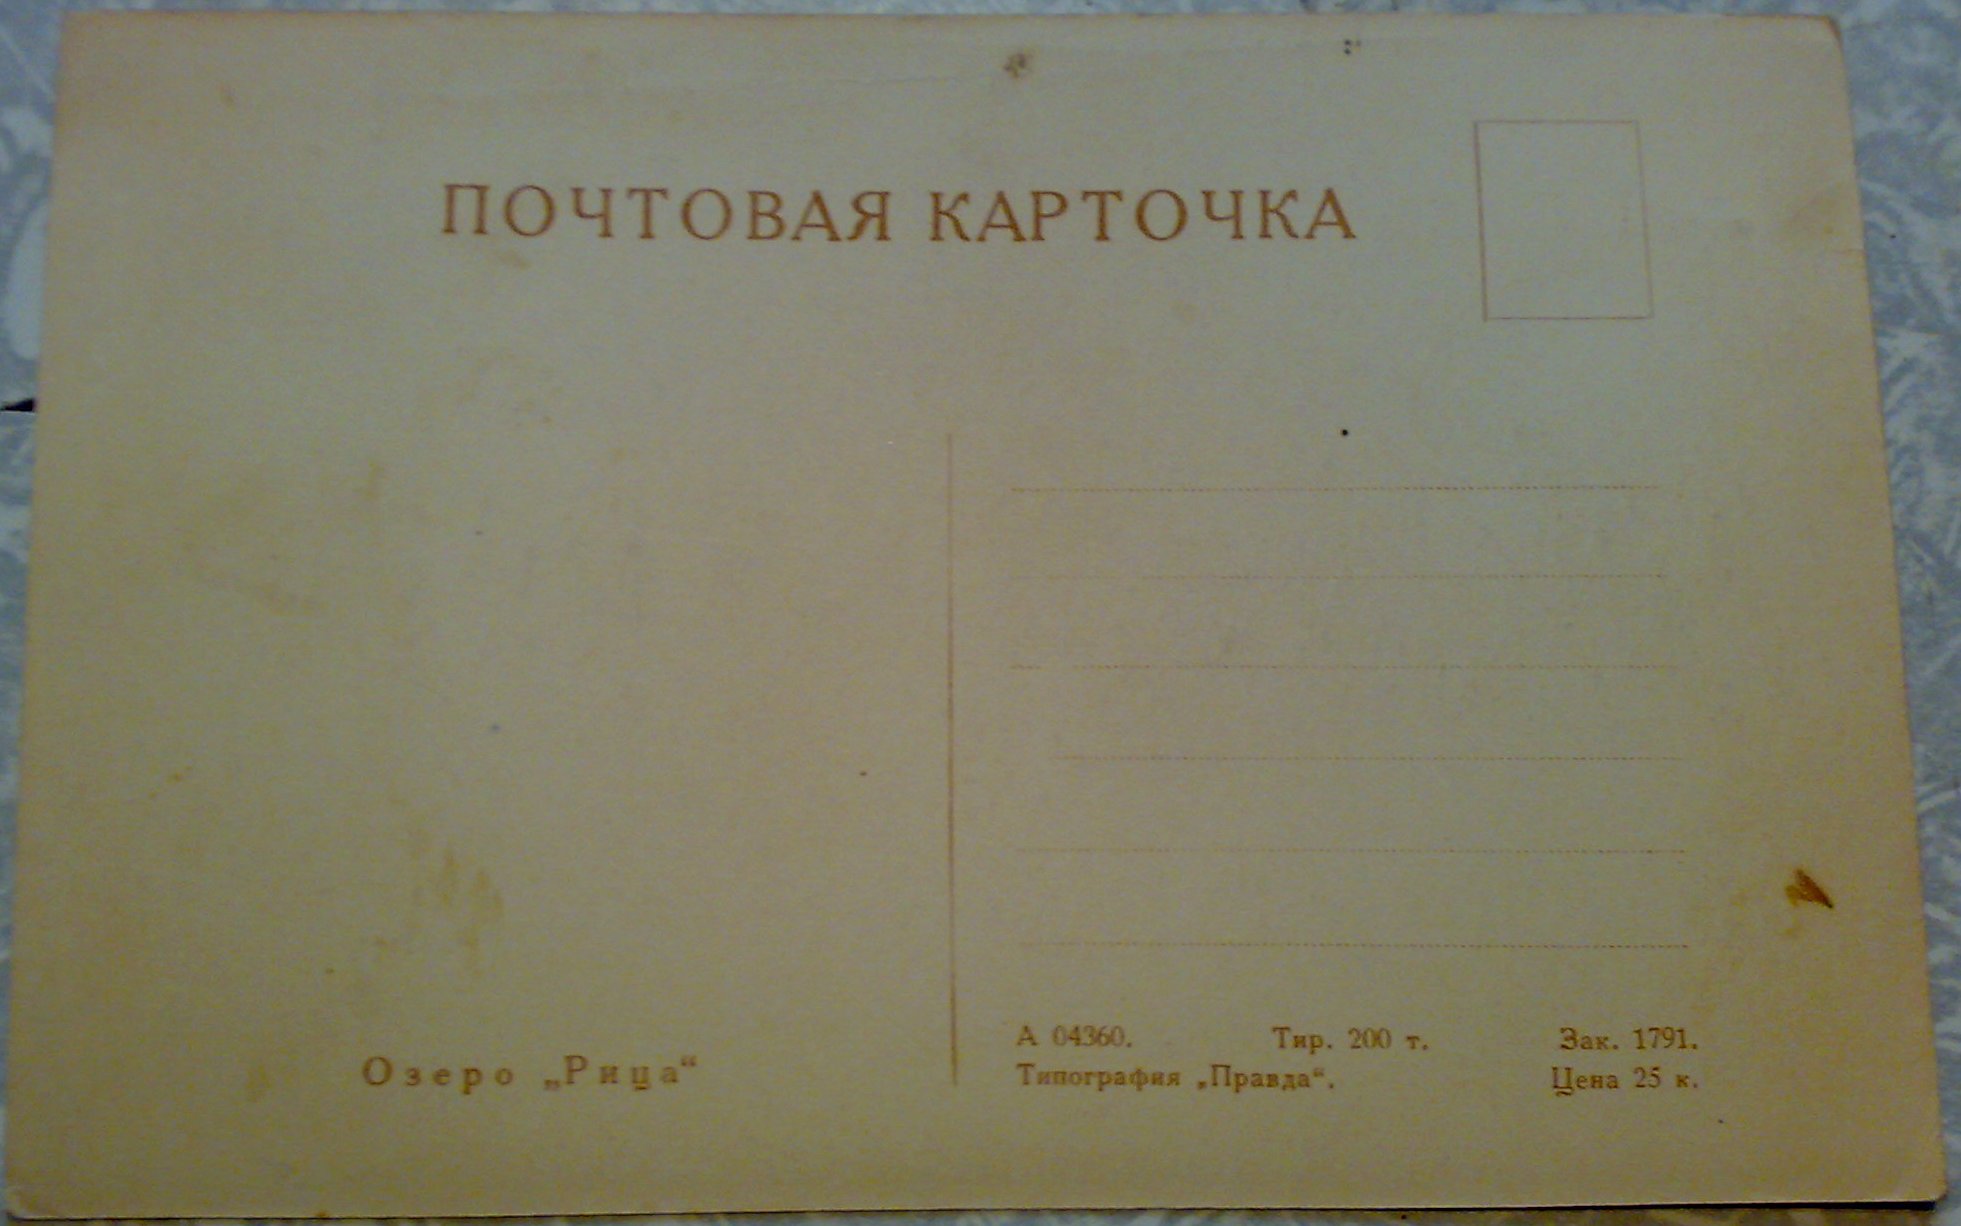 ПОЧТОВАЯ КАРТОЧКА
Озеро „Рица“
А 04360. Тир. 200 т. Зак. 1791.
Типография „Правда“. Цена 25 к.